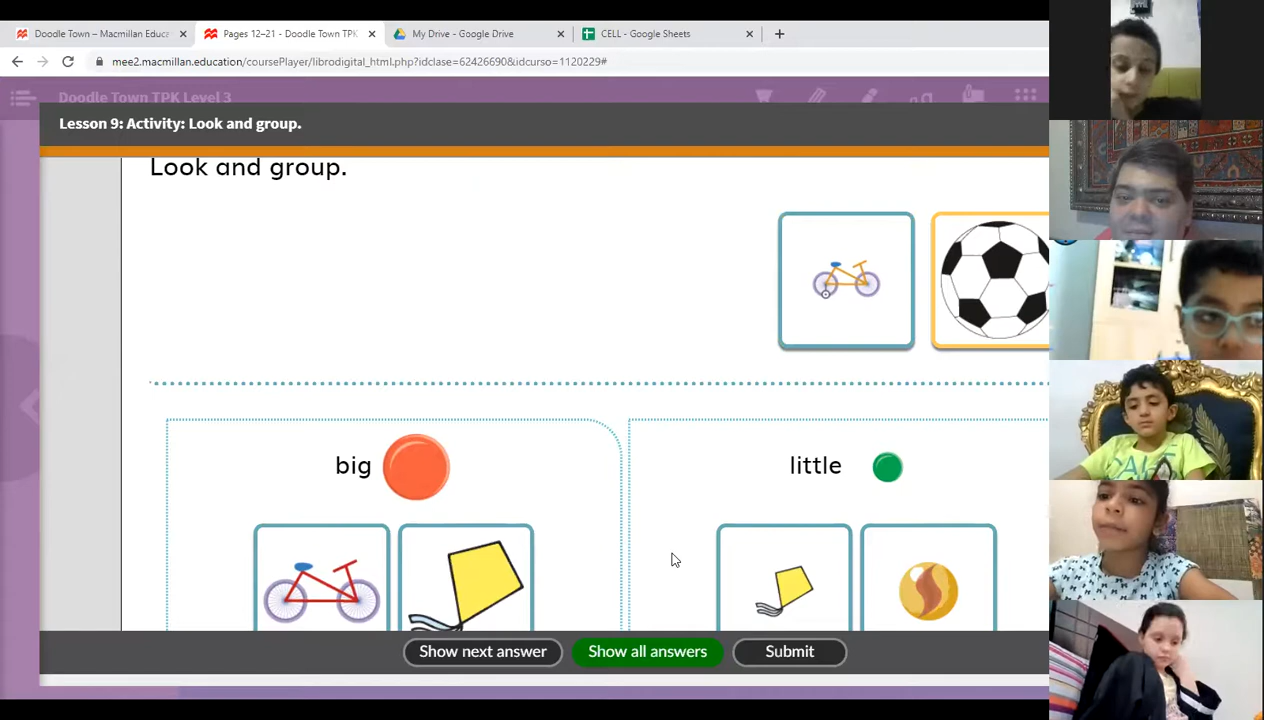 Doodle Town – Macmillan Educa
Pages 12–21 - Doodle Town TPK
My Drive - Google Drive
CELL - Google Sheets
mee2.macmillan.education/coursePlayer/librodigital_html.php?idclase=62426690&idcurso=1120229#
Doodle Town TPK Level 3
Lesson 9: Activity: Look and group.
Look and group.
big
little
Show next answer
Show all answers
Submit